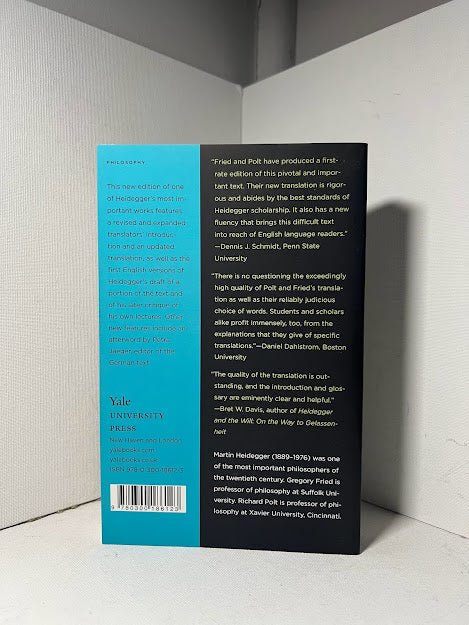 PHILOSOPHY
This new edition of one
of Heidegger's most im-
portant works features
a revised and expanded
translators' introduc-
tion and an updated
translation, as well as the
first English versions of
Heidegger's draft of a
portion of the text and
of his later critique of
his own lectures. Other
new features include an
afterword by Petra
Jaeger, editor of the
German text.
Yale
UNIVERSITY
PRESS
New Haven and London
yalebooks.com
yalebooks.co.uk
ISBN 978-0-300-18612-3
9 780300 186123
"Fried and Polt have produced a first-
rate edition of this pivotal and impor-
tant text. Their new translation is rigor-
ous and abides by the best standards of
Heidegger scholarship. It also has a new
fluency that brings this difficult text
into reach of English language readers."
—Dennis J. Schmidt, Penn State
University
"There is no questioning the exceedingly
high quality of Polt and Fried's transla-
tion as well as their reliably judicious
choice of words. Students and scholars
alike profit immensely, too, from the
explanations that they give of specific
translations."—Daniel Dahlstrom, Boston
University
"The quality of the translation is out-
standing, and the introduction and glos-
sary are eminently clear and helpful."
—Bret W. Davis, author of Heidegger
and the Will: On the Way to Gelassen-
heit
Martin Heidegger (1889–1976) was one
of the most important philosophers of
the twentieth century. Gregory Fried is
professor of philosophy at Suffolk Uni-
versity. Richard Polt is professor of phi-
losophy at Xavier University, Cincinnati.